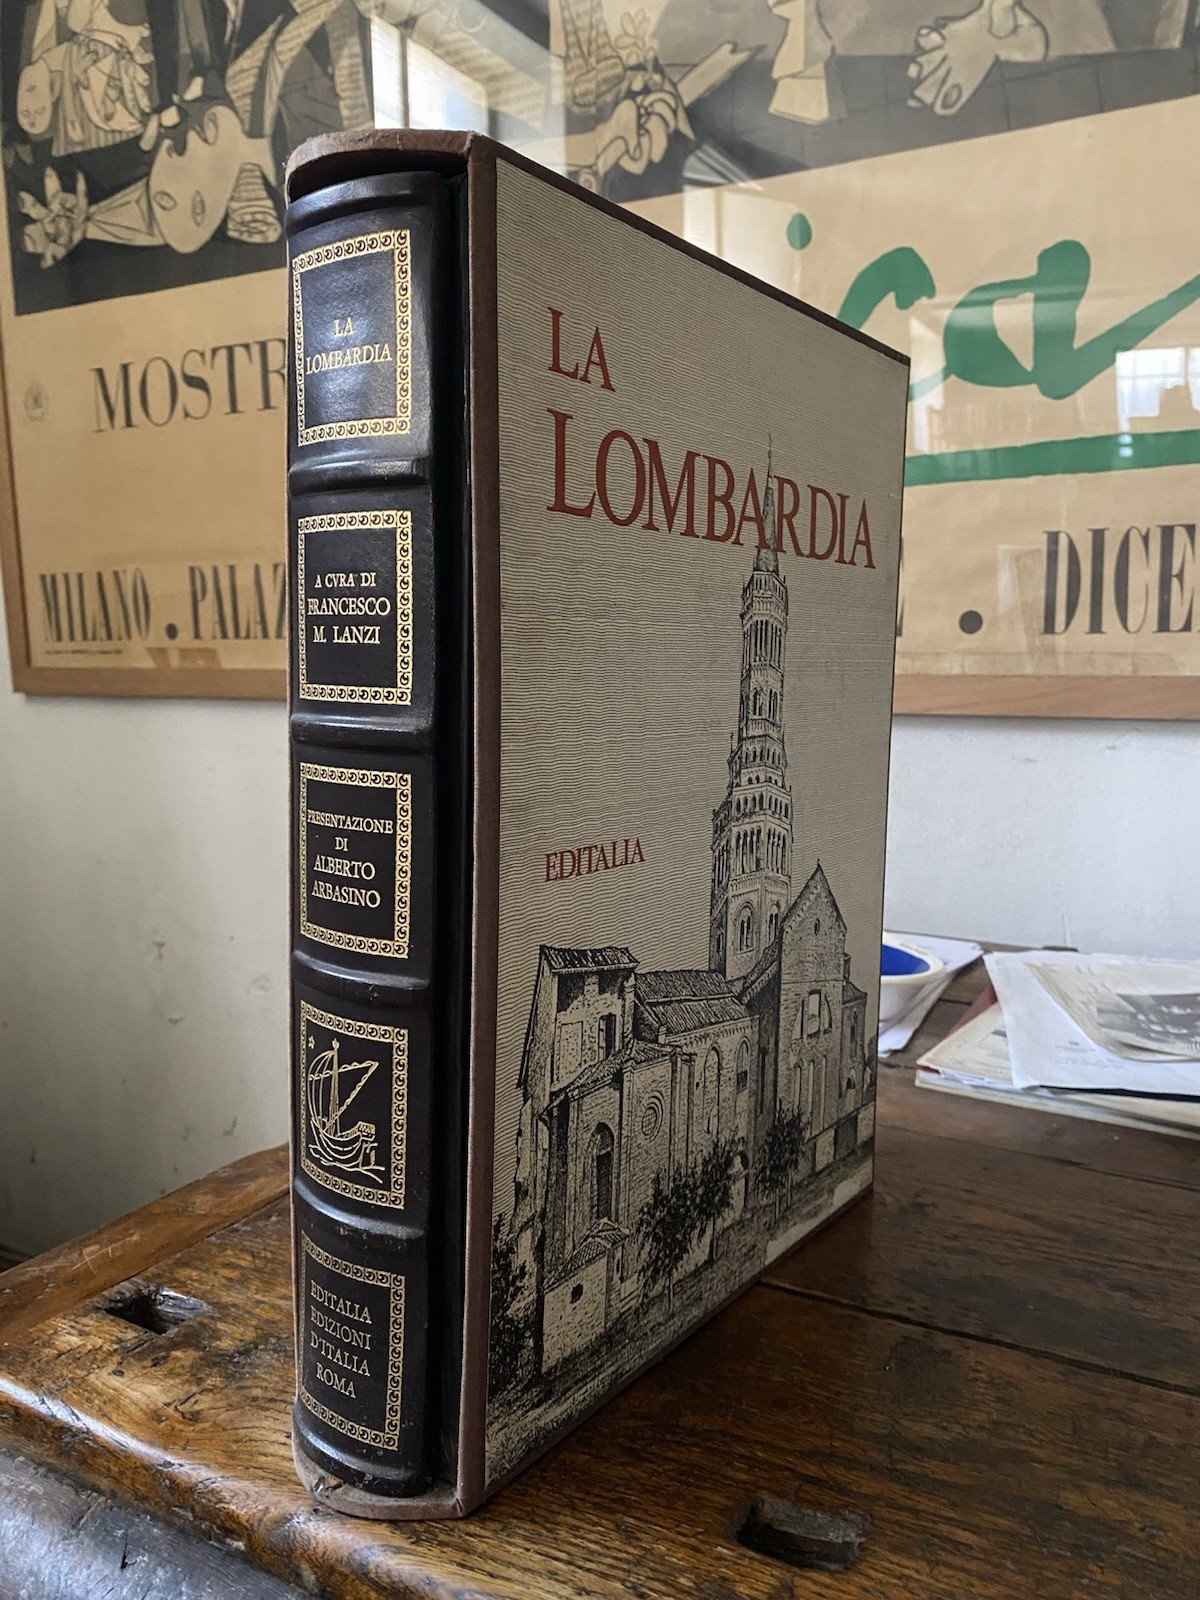 LA
LOMBARDIA
A CVRA DI
FRANCESCO
M. LANZI
PRESENTAZIONE
DI
ALBERTO
ARBASINO
EDITALIA
EDIZIONI
D'ITALIA
ROMA
LA
LOMBARDIA
EDITALIA
MOSTR
ica
MILANO . PALAZ
E . DICE